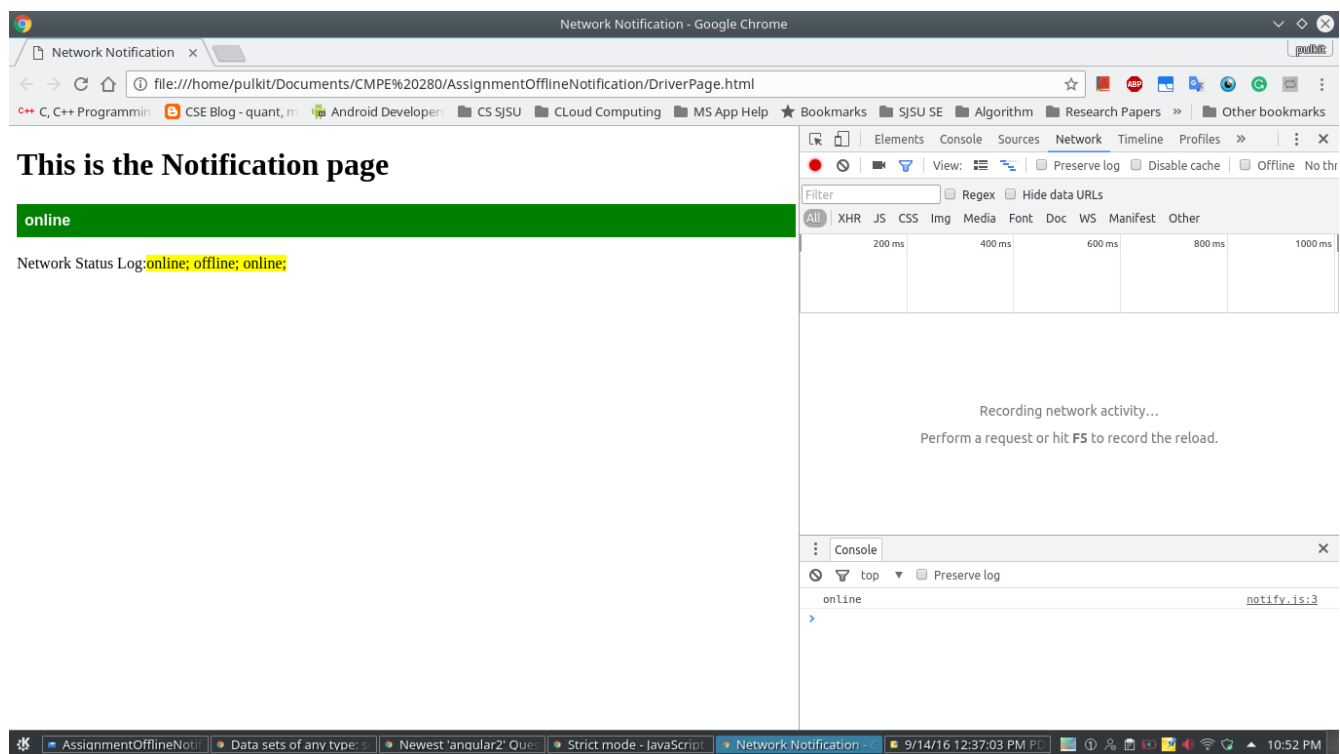 Network Notification - Google Chrome
Network Notification
pulkit
file:///home/pulkit/Documents/CMPE%20280/AssignmentOfflineNotification/DriverPage.html
C++ C, C++ Programmin CSE Blog - quant, m Android Developer CS SJSU CLoud Computing MS App Help Bookmarks SJSU SE Algorithm Research Papers » Other bookmarks
Elements Console Sources Network Timeline Profiles »
This is the Notification page
View: Preserve log Disable cache Offline No thr
Filter Regex Hide data URLs
All XHR JS CSS Img Media Font Doc WS Manifest Other
online
200 ms 400 ms 600 ms 800 ms 1000 ms
Network Status Log:online; offline; online;
Recording network activity…
Perform a request or hit F5 to record the reload.
Console
top Preserve log
online notify.js:3
AssignmentOfflineNotif Data sets of any type: s Newest 'angular2' Ques Strict mode - JavaScript Network Notification - G 9/14/16 12:37:03 PM PD 10:52 PM